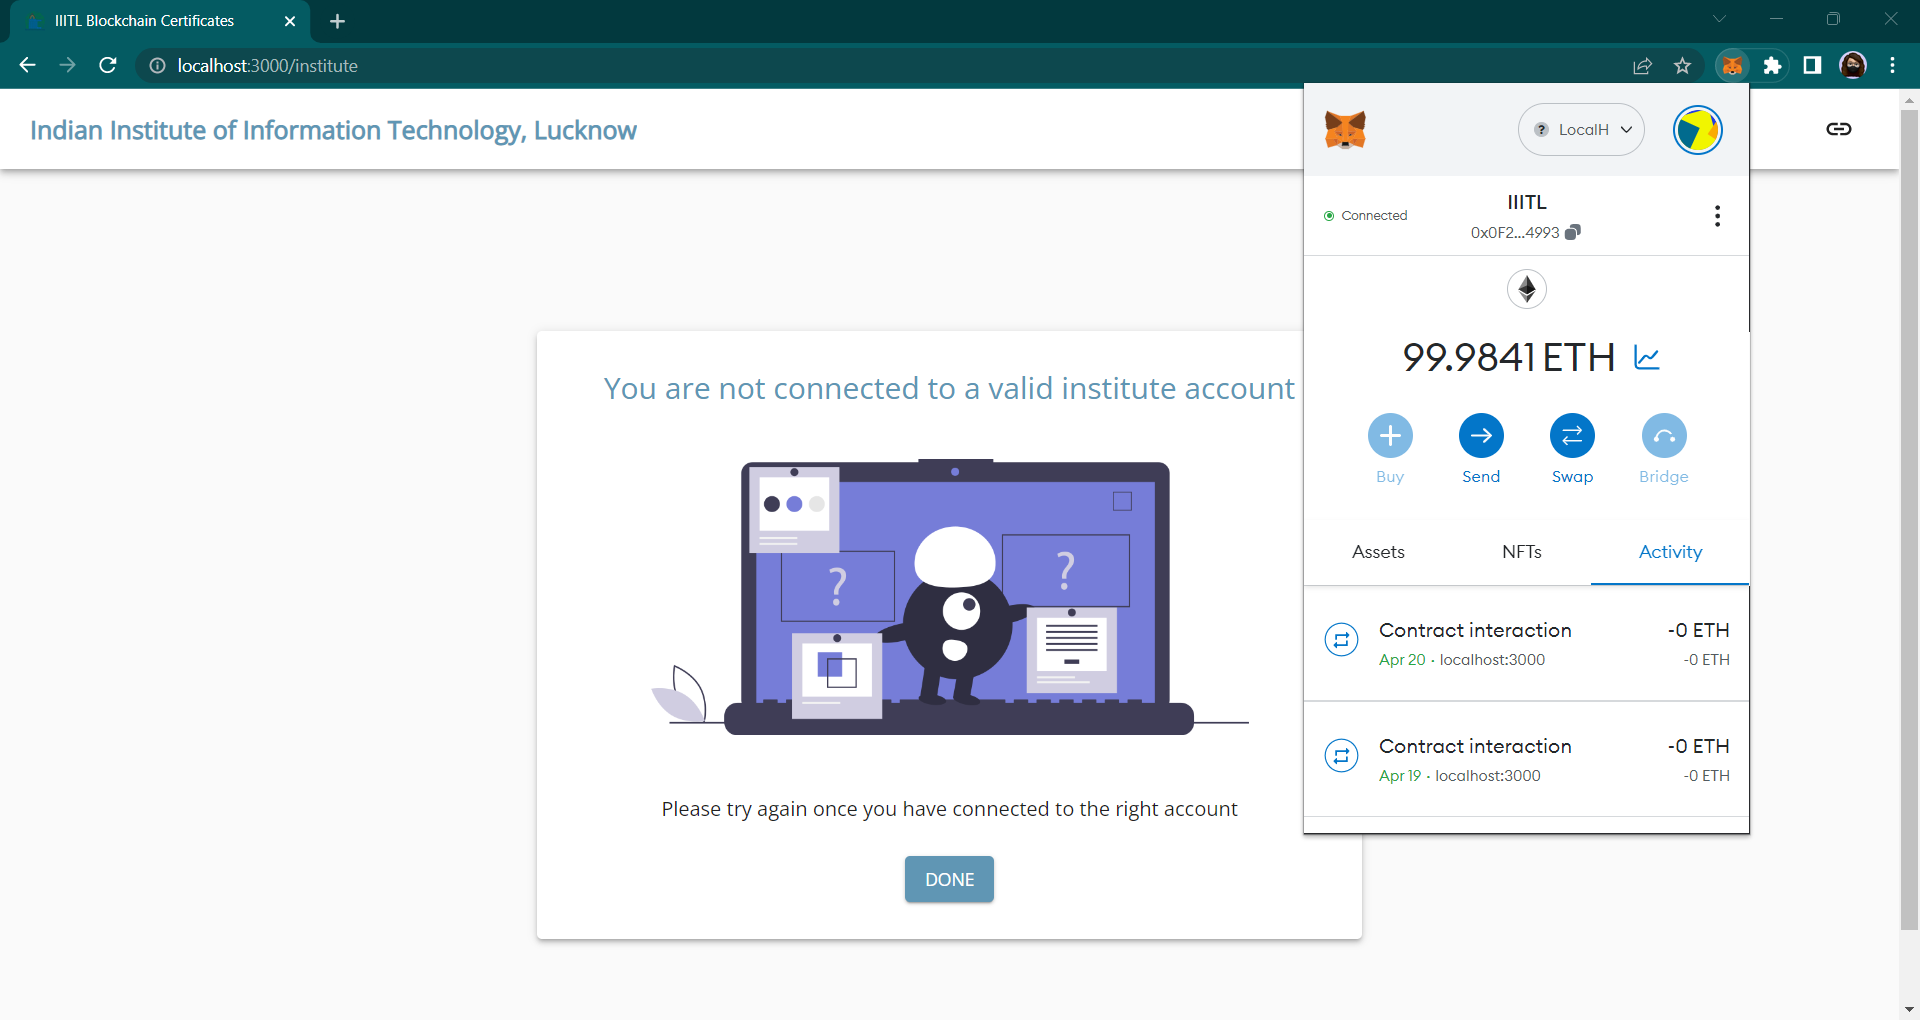 IIITL Blockchain Certificates
localhost:3000/institute
Indian Institute of Information Technology, Lucknow
? LocalH
Connected
IIITL
0x0F2...4993
99.9841 ETH
Buy
Send
Swap
Bridge
Assets
NFTs
Activity
Contract interaction
-0 ETH
Apr 20 · localhost:3000
-0 ETH
Contract interaction
-0 ETH
Apr 19 · localhost:3000
-0 ETH
You are not connected to a valid institute account
?
?
Please try again once you have connected to the right account
DONE